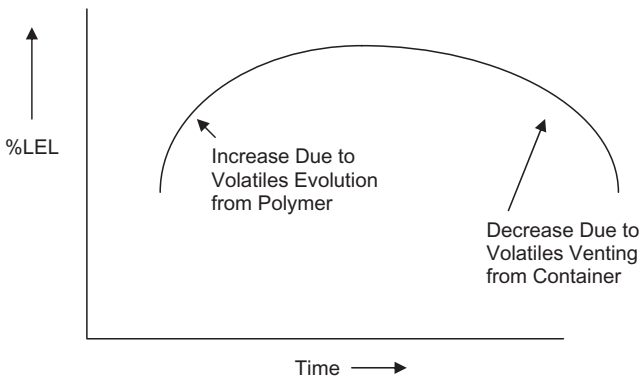 %LEL
Increase Due to
Volatiles Evolution
from Polymer
Decrease Due to
Volatiles Venting
from Container
Time